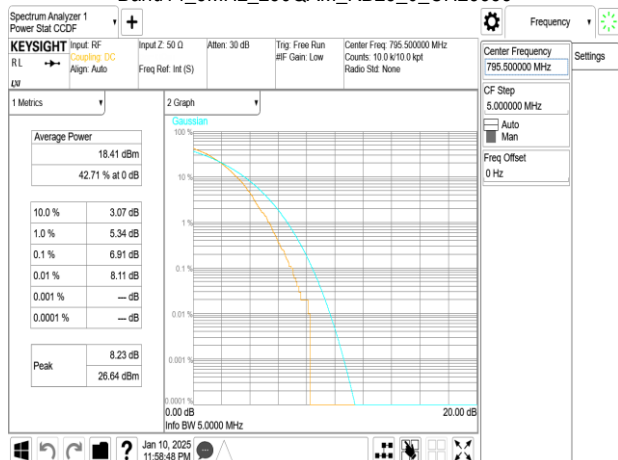 Spectrum Analyzer 1
Power Stat CCDF
KEYSIGHT
RL
Input: RF
Coupling: DC
Align: Auto
Input Z: 50 Ω
Freq Ref: Int (S)
Atten: 30 dB
Trig: Free Run
#IF Gain: Low
Center Freq: 795.500000 MHz
Counts: 10.0 k/10.0 kpt
Radio Std: None
Frequency
Center Frequency
795.500000 MHz
Settings
CF Step
5.000000 MHz
Auto
Man
Freq Offset
0 Hz
1 Metrics
Average Power
18.41 dBm
42.71 % at 0 dB
10.0 % 3.07 dB
1.0 % 5.34 dB
0.1 % 6.91 dB
0.01 % 8.11 dB
0.001 % --- dB
0.0001 % --- dB
Peak
8.23 dB
26.64 dBm
2 Graph
Gaussian
100 %
10 %
1 %
0.1 %
0.01 %
0.001 %
0.0001 %
0.00 dB
20.00 dB
Info BW 5.0000 MHz
?
Jan 10, 2025
11:58:48 PM